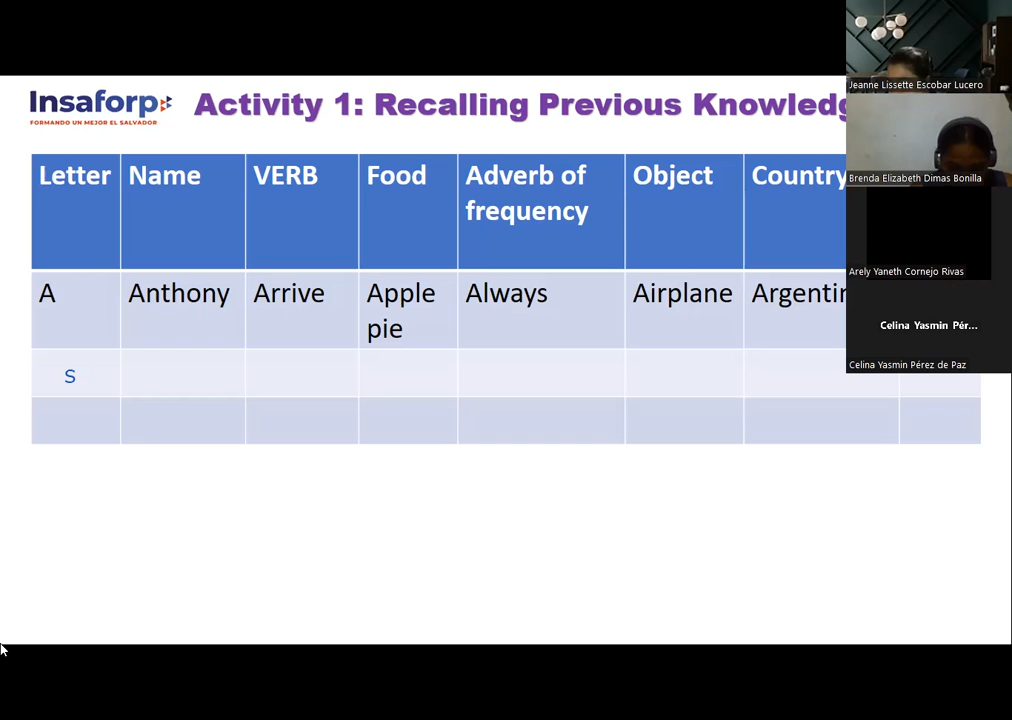 Insaforp
FORMANDO UN MEJOR EL SALVADOR
Activity 1: Recalling Previous Knowledg
Letter Name VERB Food Adverb of frequency Object Country
A Anthony Arrive Apple pie Always Airplane Argentin
S
Jeanne Lissette Escobar Lucero
Brenda Elizabeth Dimas Bonilla
Arely Yaneth Cornejo Rivas
Celina Yasmin Pér...
Celina Yasmin Pérez de Paz